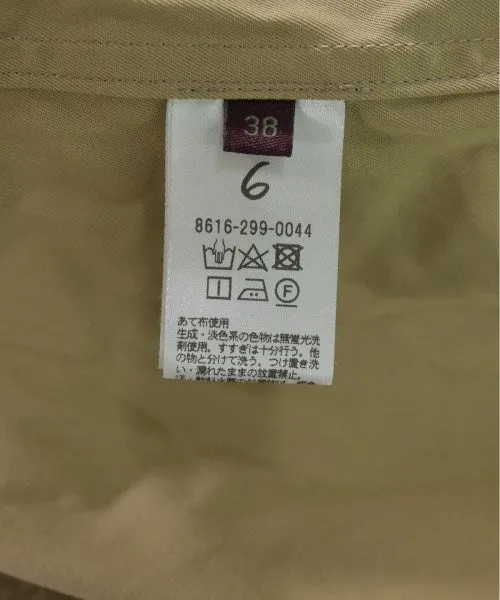 38
6
8616-299-0044
F
あて布使用
生成・淡色系の色物は無蛍光洗
剤使用。すすぎは十分行う。他
の物と分けて洗う。つけ置き洗
い・濡れたままの放置禁止。